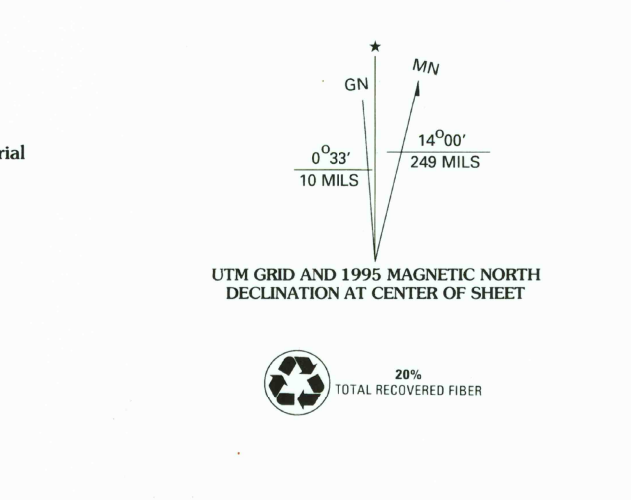 ★
MN
GN
14°00'
249 MILS
0°33'
10 MILS
rial
UTM GRID AND 1995 MAGNETIC NORTH
DECLINATION AT CENTER OF SHEET
20%
TOTAL RECOVERED FIBER